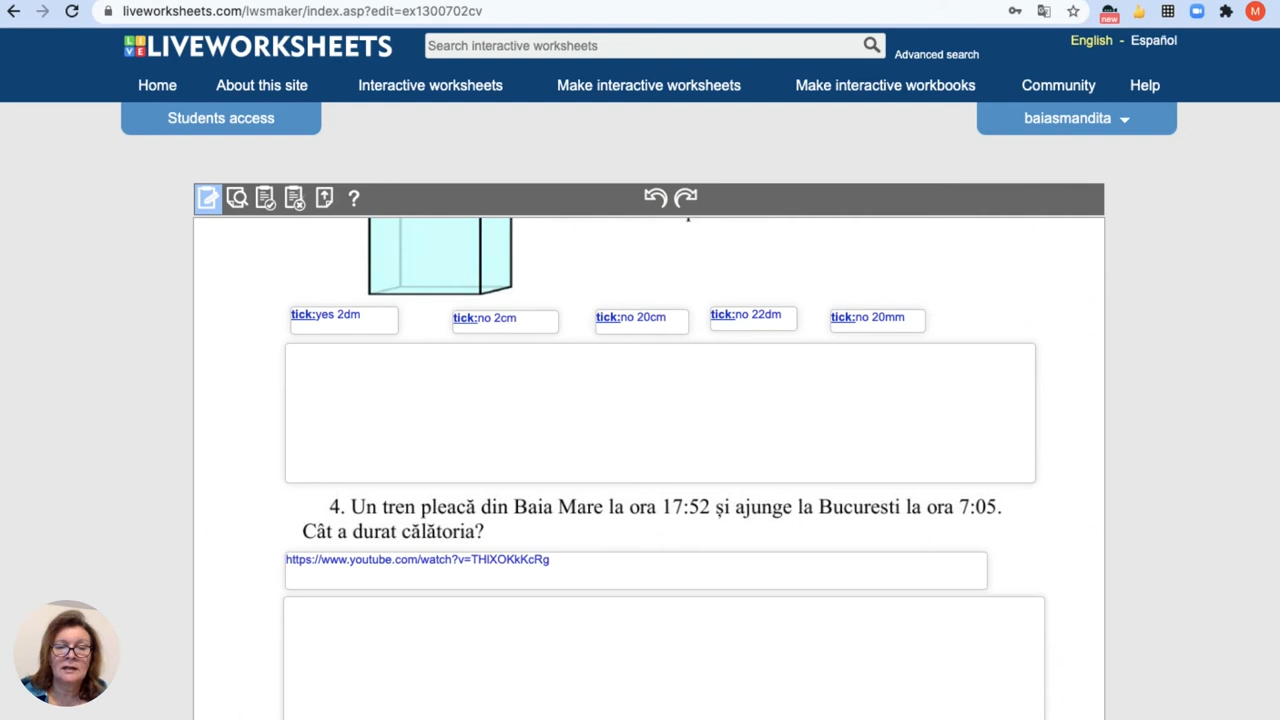 liveworksheets.com/lwsmaker/index.asp?edit=ex1300702cv
new
M
LIVE LIVEWORKSHEETS
Search interactive worksheets
Advanced search
English - Español
Home About this site Interactive worksheets Make interactive worksheets Make interactive workbooks Community Help
Students access
baiasmandita
?
tick:yes 2dm
tick:no 2cm
tick:no 20cm
tick:no 22dm
tick:no 20mm
4. Un tren pleacă din Baia Mare la ora 17:52 și ajunge la Bucuresti la ora 7:05.
Cât a durat călătoria?
https://www.youtube.com/watch?v=THIXOKkKcRg